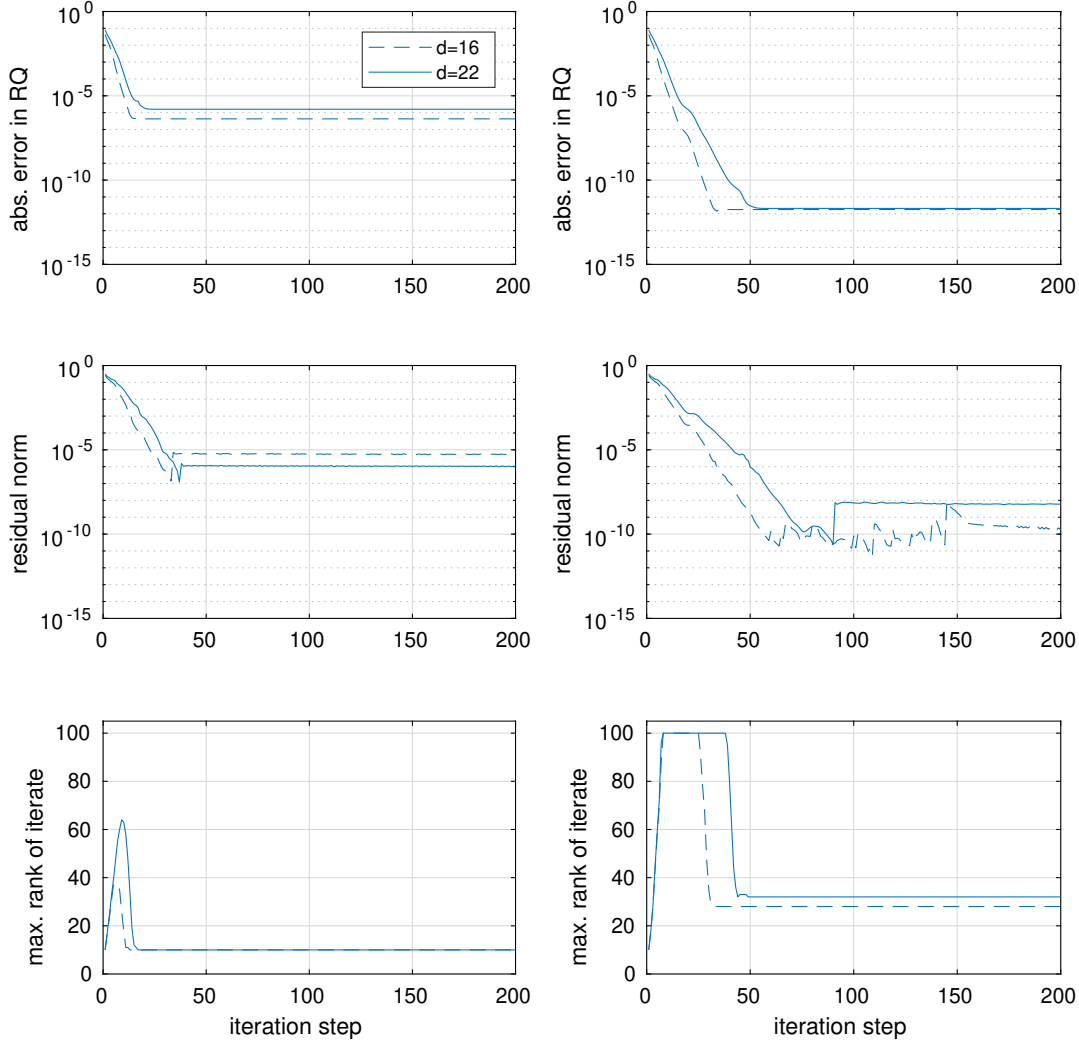 abs. error in RQ
10^0
10^-5
10^-10
10^-15
0 50 100 150 200
d=16
d=22
abs. error in RQ
10^0
10^-5
10^-10
10^-15
0 50 100 150 200
residual norm
10^0
10^-5
10^-10
10^-15
0 50 100 150 200
residual norm
10^0
10^-5
10^-10
10^-15
0 50 100 150 200
max. rank of iterate
100
80
60
40
20
0
0 50 100 150 200
iteration step
max. rank of iterate
100
80
60
40
20
0
0 50 100 150 200
iteration step